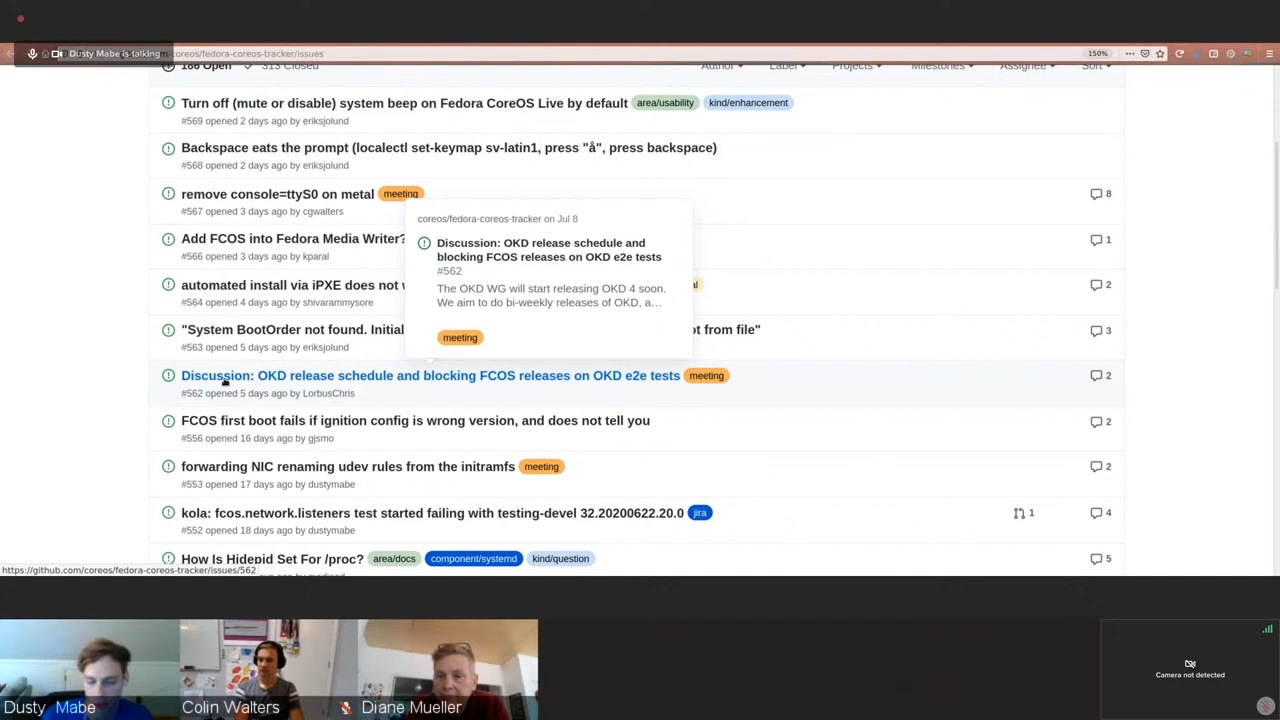 Dusty Mabe is talking
coreos/fedora-coreos-tracker/issues
150%
186 Open 313 Closed
Author Label Projects Milestones Assignee Sort
Turn off (mute or disable) system beep on Fedora CoreOS Live by default area/usability kind/enhancement
#569 opened 2 days ago by eriksjolund
Backspace eats the prompt (localectl set-keymap sv-latin1, press "å", press backspace)
#568 opened 2 days ago by eriksjolund
remove console=ttyS0 on metal meeting 8
#567 opened 3 days ago by cgwalters
Add FCOS into Fedora Media Writer? 1
#566 opened 3 days ago by kparal
automated install via iPXE does not 2
#564 opened 4 days ago by shivarammysore
"System BootOrder not found. Initial ot from file" 3
#563 opened 5 days ago by eriksjolund
coreos/fedora-coreos-tracker on Jul 8
Discussion: OKD release schedule and
blocking FCOS releases on OKD e2e tests
#562
The OKD WG will start releasing OKD 4 soon.
We aim to do bi-weekly releases of OKD, a…
meeting
Discussion: OKD release schedule and blocking FCOS releases on OKD e2e tests meeting 2
#562 opened 5 days ago by LorbusChris
FCOS first boot fails if ignition config is wrong version, and does not tell you 2
#556 opened 16 days ago by gjsmo
forwarding NIC renaming udev rules from the initramfs meeting 2
#553 opened 17 days ago by dustymabe
kola: fcos.network.listeners test started failing with testing-devel 32.20200622.20.0 jira 1 4
#552 opened 18 days ago by dustymabe
How Is Hidepid Set For /proc? area/docs component/systemd kind/question 5
https://github.com/coreos/fedora-coreos-tracker/issues/562
Dusty Mabe
Colin Walters
Diane Mueller
Camera not detected